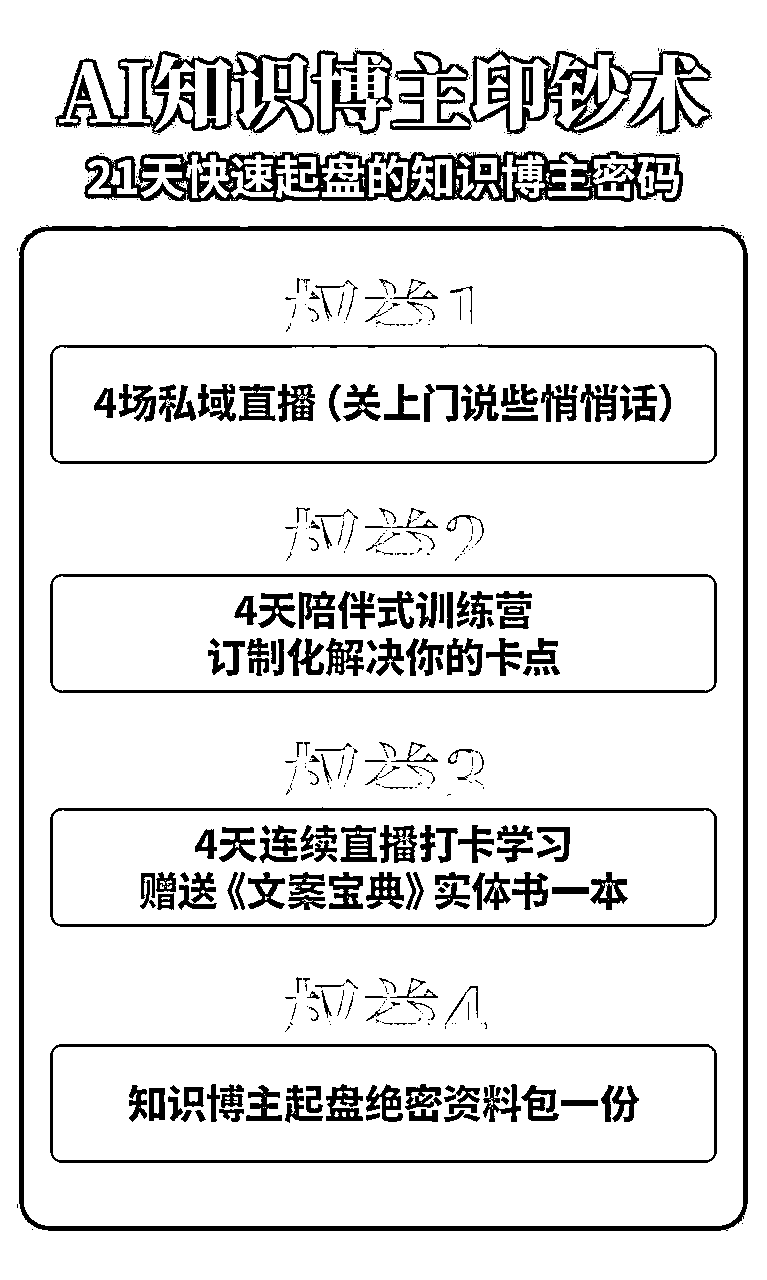 AI知识博主印钞术
21天快速起盘的知识博主密码
权益1
4场私域直播（关上门说些悄悄话）
权益2
4天陪伴式训练营
订制化解决你的卡点
权益3
4天连续直播打卡学习
赠送《文案宝典》实体书一本
权益4
知识博主起盘绝密资料包一份